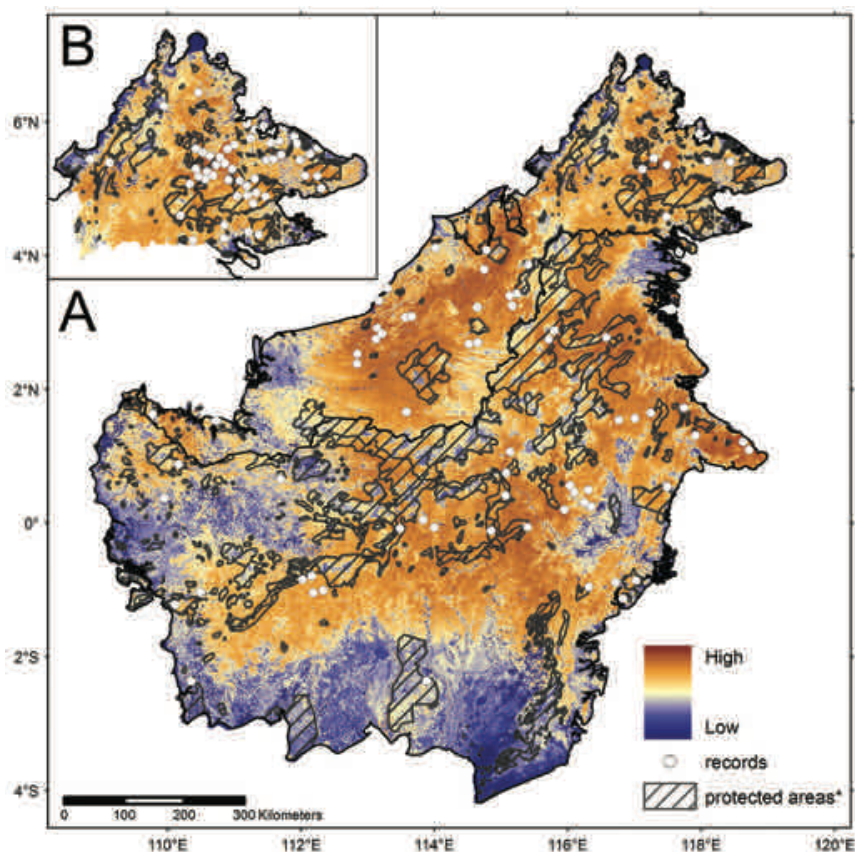 B
A
6°N
4°N
2°N
0°
2°S
4°S
High
Low
records
protected areas*
0 100 200 300 Kilometers
110°E 112°E 114°E 116°E 118°E 120°E